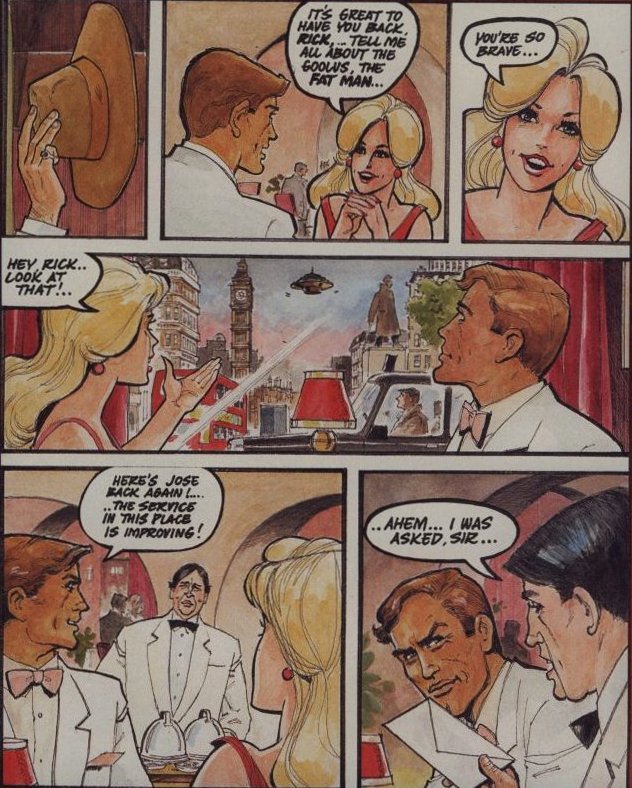 IT'S GREAT TO
HAVE YOU BACK,
RICK,... TELL ME
ALL ABOUT THE
GOOLUS, THE
FAT MAN...
YOU'RE SO
BRAVE...
HEY RICK..
LOOK AT
THAT!..
HERE'S JOSE
BACK AGAIN!....
..THE SERVICE
IN THIS PLACE
IS IMPROVING!
..AHEM... I WAS
ASKED, SIR...